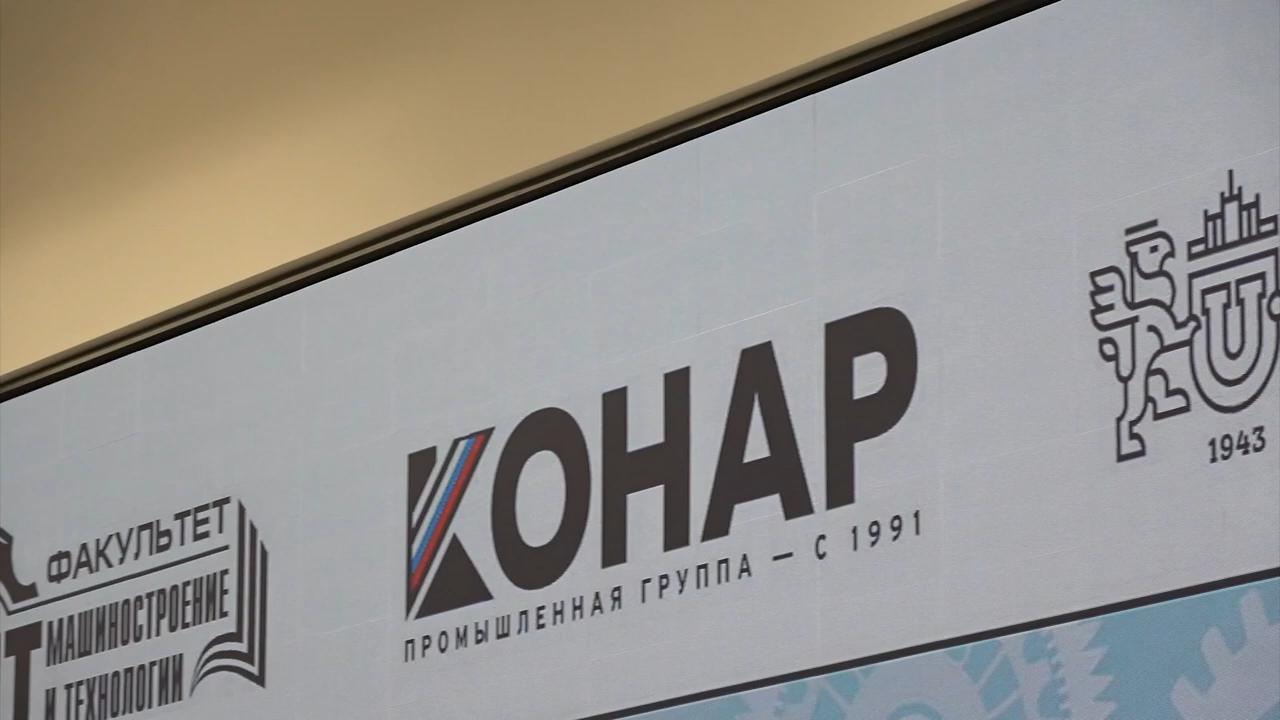 ФАКУЛЬТЕТ
МАШИНОСТРОЕНИЕ
И ТЕХНОЛОГИИ
КОНАР
ПРОМЫШЛЕННАЯ ГРУППА — С 1991
U
1943